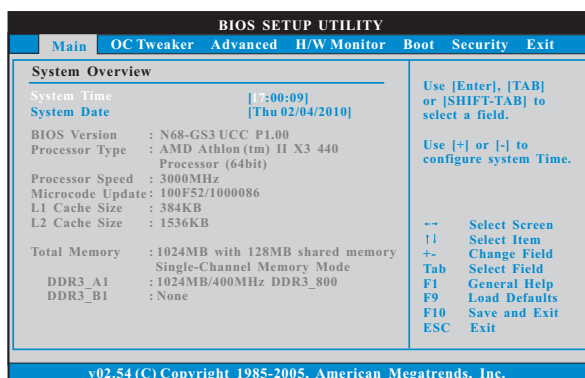 BIOS SETUP UTILITY
Main OC Tweaker Advanced H/W Monitor Boot Security Exit
System Overview
System Time [17:00:09]
System Date [Thu 02/04/2010]
BIOS Version : N68-GS3 UCC P1.00
Processor Type : AMD Athlon (tm) II X3 440
Processor (64bit)
Processor Speed : 3000MHz
Microcode Update : 100F52/1000086
L1 Cache Size : 384KB
L2 Cache Size : 1536KB
Total Memory : 1024MB with 128MB shared memory
Single-Channel Memory Mode
DDR3_A1 : 1024MB/400MHz DDR3_800
DDR3_B1 : None
Use [Enter], [TAB]
or [SHIFT-TAB] to
select a field.
Use [+] or [-] to
configure system Time.
←→ Select Screen
↑↓ Select Item
+- Change Field
Tab Select Field
F1 General Help
F9 Load Defaults
F10 Save and Exit
ESC Exit
v02.54 (C) Copyright 1985-2005, American Megatrends, Inc.